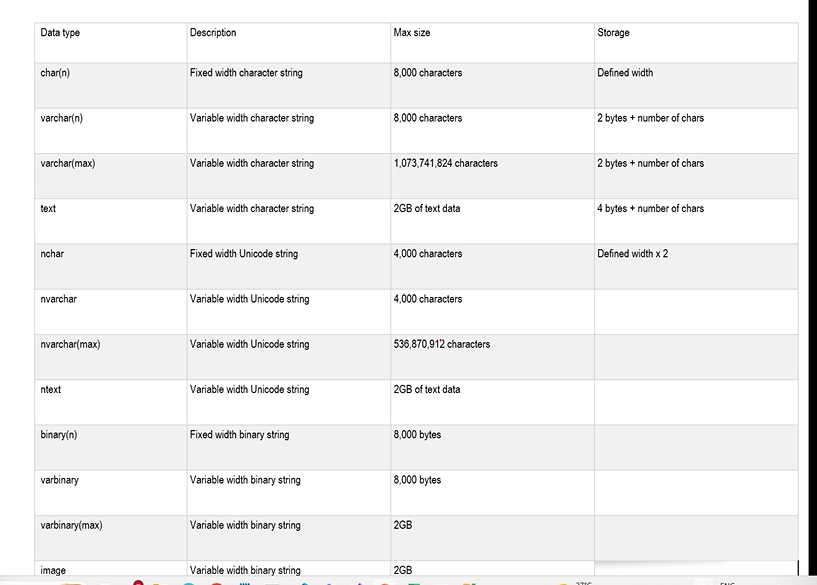 Data type Description Max size Storage
char(n) Fixed width character string 8,000 characters Defined width
varchar(n) Variable width character string 8,000 characters 2 bytes + number of chars
varchar(max) Variable width character string 1,073,741,824 characters 2 bytes + number of chars
text Variable width character string 2GB of text data 4 bytes + number of chars
nchar Fixed width Unicode string 4,000 characters Defined width x 2
nvarchar Variable width Unicode string 4,000 characters
nvarchar(max) Variable width Unicode string 536,870,912 characters
ntext Variable width Unicode string 2GB of text data
binary(n) Fixed width binary string 8,000 bytes
varbinary Variable width binary string 8,000 bytes
varbinary(max) Variable width binary string 2GB
image Variable width binary string 2GB